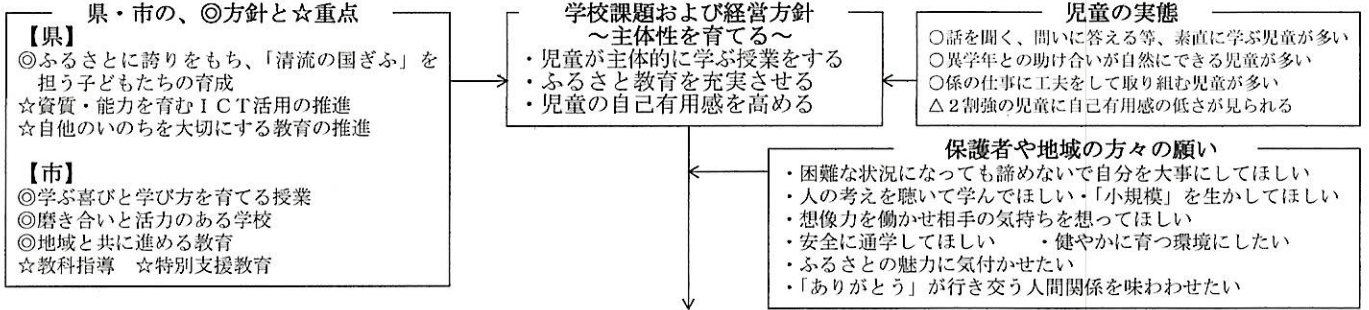 県・市の、◎方針と☆重点
【県】
◎ふるさとに誇りをもち、「清流の国ぎふ」を
担う子どもたちの育成
☆資質・能力を育むＩＣＴ活用の推進
☆自他のいのちを大切にする教育の推進
【市】
◎学ぶ喜びと学び方を育てる授業
◎磨き合いと活力のある学校
◎地域と共に進める教育
☆教科指導　☆特別支援教育
学校課題および経営方針
～主体性を育てる～
・児童が主体的に学ぶ授業をする
・ふるさと教育を充実させる
・児童の自己有用感を高める
児童の実態
○話を聞く、問いに答える等、素直に学ぶ児童が多い
○異学年との助け合いが自然にできる児童が多い
○係の仕事に工夫をして取り組む児童が多い
△２割強の児童に自己有用感の低さが見られる
保護者や地域の方々の願い
・困難な状況になっても諦めないで自分を大事にしてほしい
・人の考えを聴いて学んでほしい・「小規模」を生かしてほしい
・想像力を働かせ相手の気持ちを想ってほしい
・安全に通学してほしい　　・健やかに育つ環境にしたい
・ふるさとの魅力に気付かせたい
・「ありがとう」が行き交う人間関係を味わわせたい